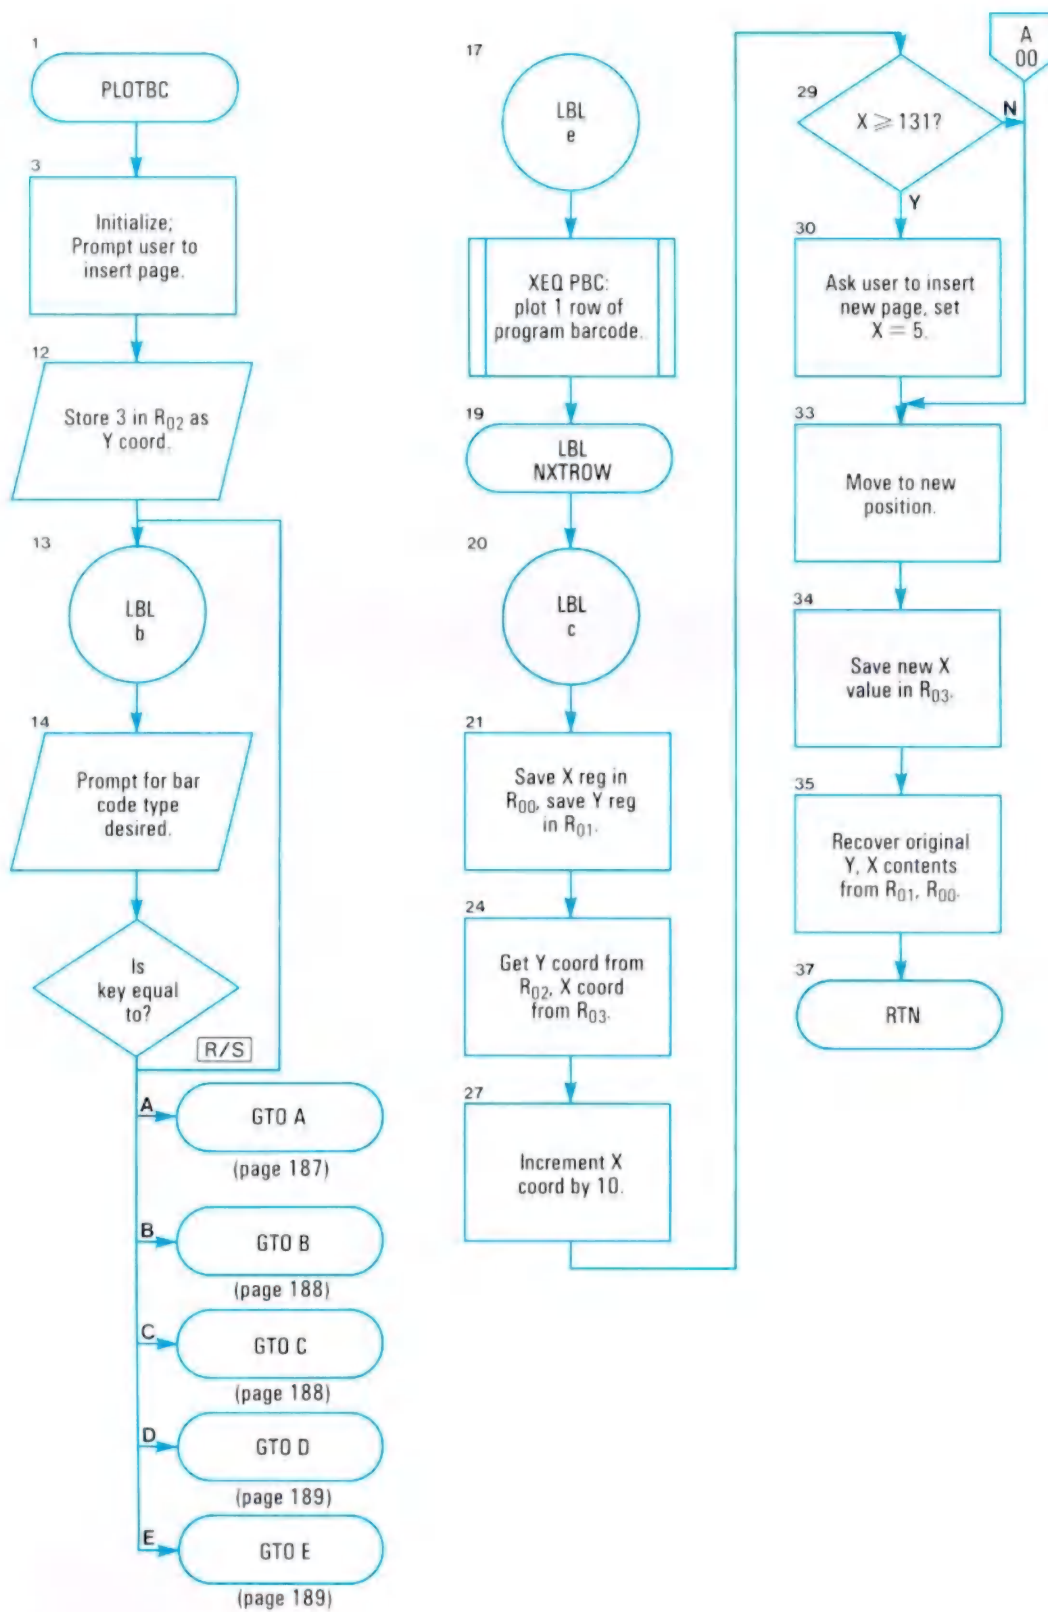 1
PLOTBC
3
Initialize;
Prompt user to
insert page.
12
Store 3 in R02 as
Y coord.
13
LBL
b
14
Prompt for bar
code type
desired.
Is
key equal
to?
R/S
A
GTO A
(page 187)
B
GTO B
(page 188)
C
GTO C
(page 188)
D
GTO D
(page 189)
E
GTO E
(page 189)
17
LBL
e
XEQ PBC:
plot 1 row of
program barcode.
19
LBL
NXTROW
20
LBL
c
21
Save X reg in
R00, save Y reg
in R01.
24
Get Y coord from
R02, X coord
from R03.
27
Increment X
coord by 10.
A
00
29
X ⩾ 131?
N
Y
30
Ask user to insert
new page, set
X = 5.
33
Move to new
position.
34
Save new X
value in R03.
35
Recover original
Y, X contents
from R01, R00.
37
RTN